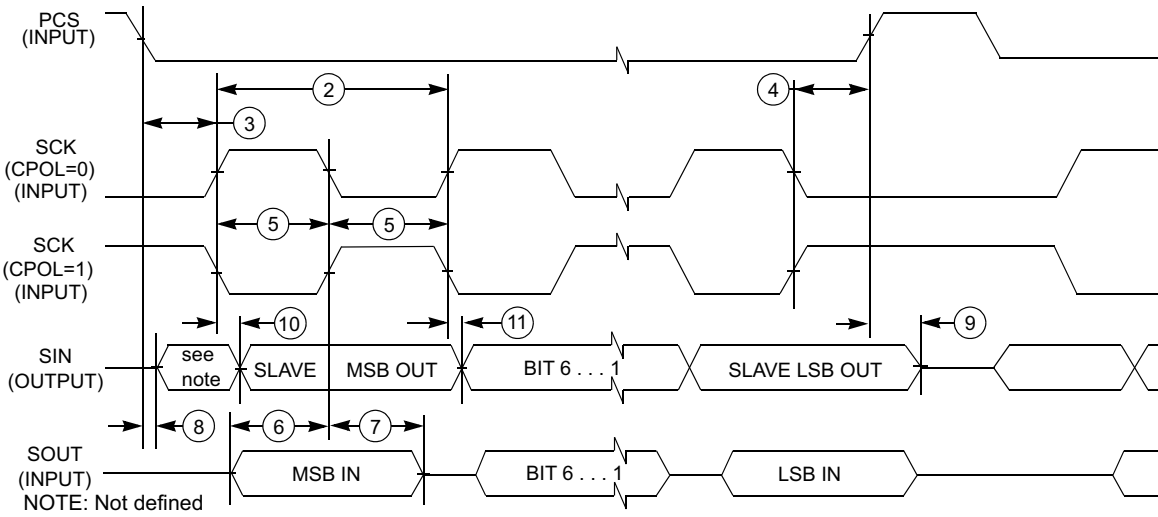 PCS
(INPUT)
2
4
3
SCK
(CPOL=0)
(INPUT)
5
5
SCK
(CPOL=1)
(INPUT)
10
11
9
SIN
(OUTPUT)
see
note
SLAVE
MSB OUT
BIT 6 . . . 1
SLAVE LSB OUT
8
6
7
SOUT
(INPUT)
MSB IN
BIT 6 . . . 1
LSB IN
NOTE: Not defined